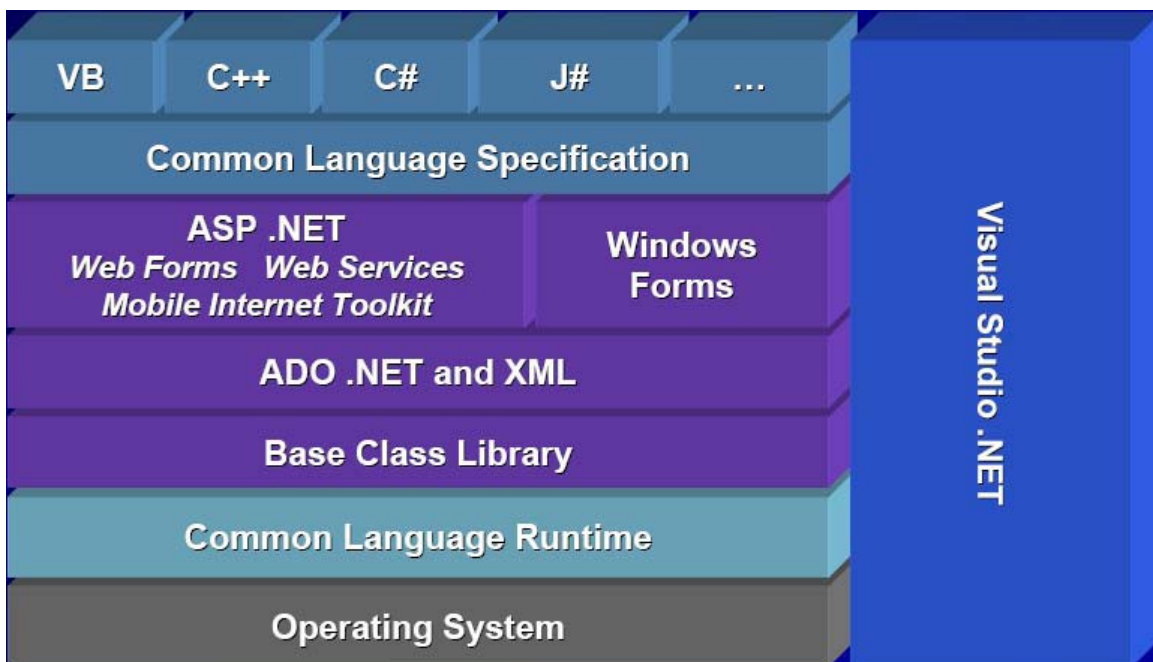 VB C++ C# J# ...
Common Language Specification
ASP .NET
Web Forms Web Services
Mobile Internet Toolkit
Windows
Forms
ADO .NET and XML
Base Class Library
Common Language Runtime
Operating System
Visual Studio .NET